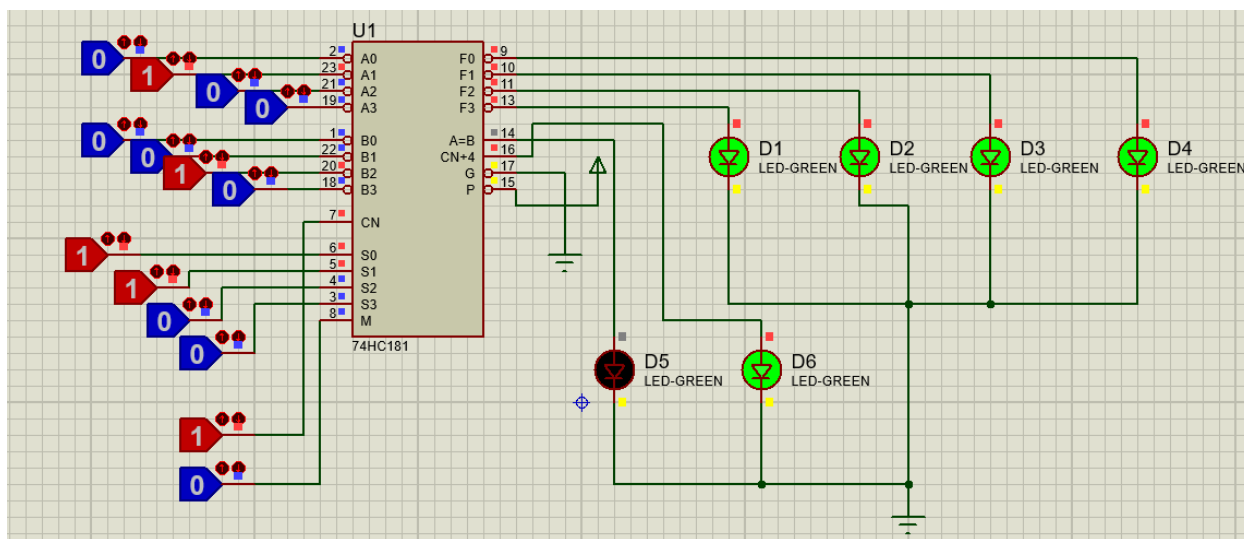 U1
0 2 A0 F0 9
1 23 A1 F1 10
0 21 A2 F2 11
0 19 A3 F3 13
0 1 B0 A=B 14
0 22 B1 CN+4 16
1 20 B2 G 17
0 18 B3 P 15
7 CN
1 6 S0
1 5 S1
0 4 S2
0 3 S3
8 M
74HC181
1
0
D1
LED-GREEN
D2
LED-GREEN
D3
LED-GREEN
D4
LED-GREEN
D5
LED-GREEN
D6
LED-GREEN